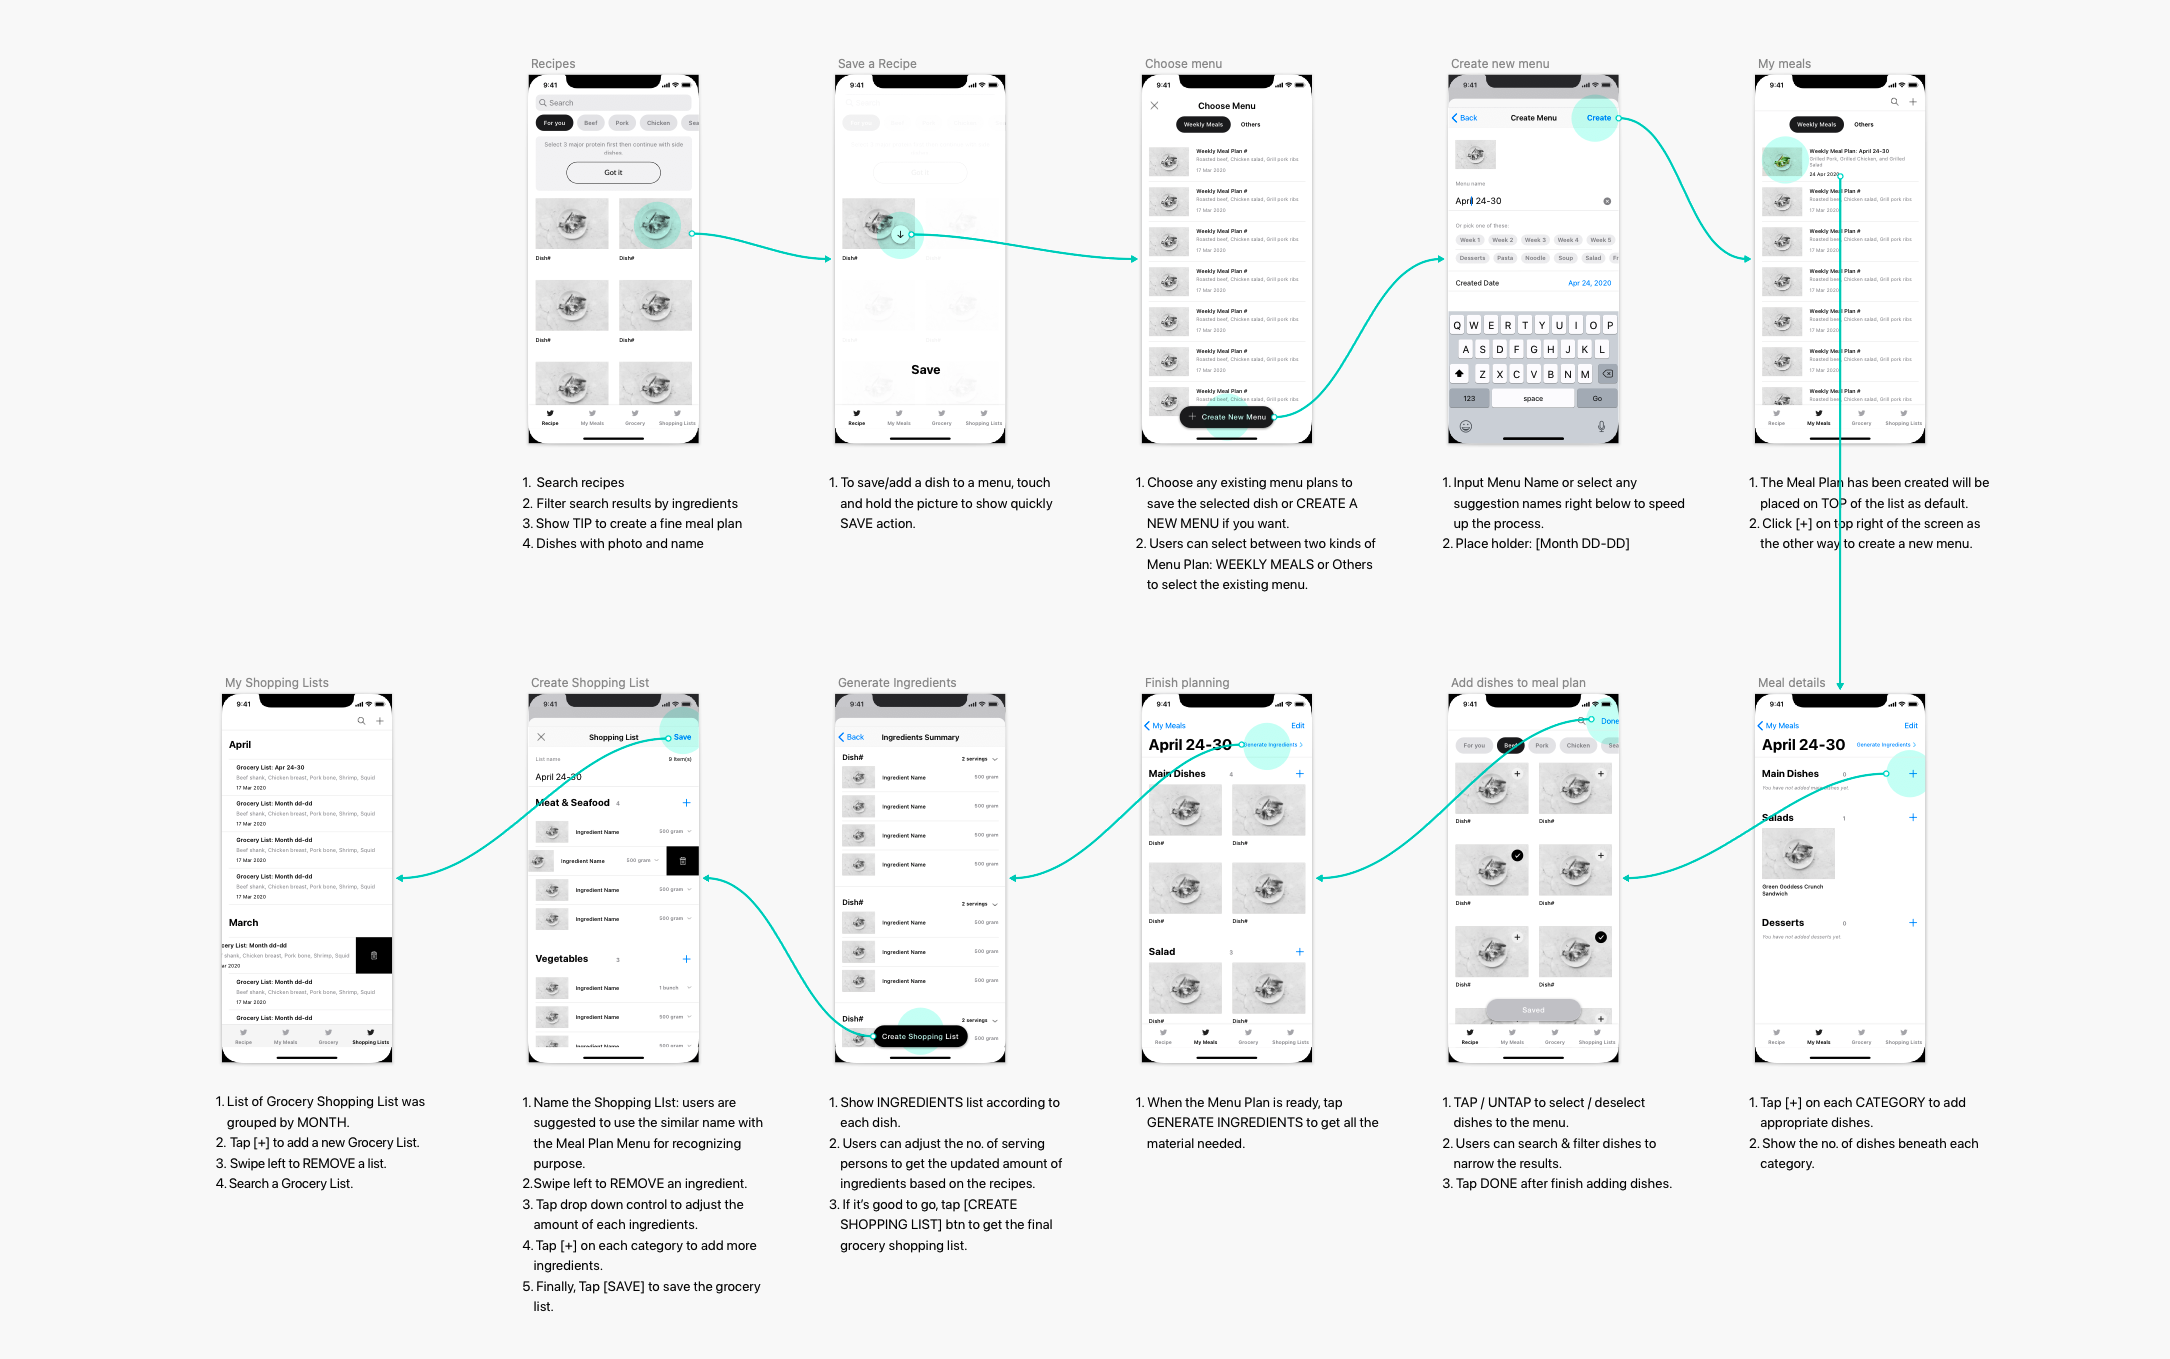 Recipes
9:41
Search
For you Beef Pork Chicken Sea
Select 3 major protein first then continue with side
dishes.
Got it
Dish# Dish#
Dish# Dish#
Recipe My Meals Grocery Shopping Lists
1. Search recipes
2. Filter search results by ingredients
3. Show TIP to create a fine meal plan
4. Dishes with photo and name
Save a Recipe
9:41
Dish#
Save
Recipe My Meals Grocery Shopping Lists
1. To save/add a dish to a menu, touch
and hold the picture to show quickly
SAVE action.
Choose menu
9:41
Choose Menu
Weekly Meals Others
Weekly Meal Plan #
Roasted beef, Chicken salad, Grill pork ribs
17 Mar 2020
Weekly Meal Plan #
Roasted beef, Chicken salad, Grill pork ribs
17 Mar 2020
Weekly Meal Plan #
Roasted beef, Chicken salad, Grill pork ribs
17 Mar 2020
Weekly Meal Plan #
Roasted beef, Chicken salad, Grill pork ribs
17 Mar 2020
Weekly Meal Plan #
Roasted beef, Chicken salad, Grill pork ribs
17 Mar 2020
Weekly Meal Plan #
Roasted beef, Chicken salad, Grill pork ribs
17 Mar 2020
Weekly Meal Plan #
Roasted beef, Chicken salad, Grill pork ribs
+ Create New Menu
1. Choose any existing menu plans to
save the selected dish or CREATE A
NEW MENU if you want.
2. Users can select between two kinds of
Menu Plan: WEEKLY MEALS or Others
to select the existing menu.
Create new menu
9:41
Back Create Menu Create
Menu name
April 24-30
Or pick one of these:
Week 1 Week 2 Week 3 Week 4 Week 5
Desserts Pasta Noodle Soup Salad Fr
Created Date Apr 24, 2020
Q W E R T Y U I O P
A S D F G H J K L
Z X C V B N M
123 space Go
1. Input Menu Name or select any
suggestion names right below to speed
up the process.
2. Place holder: [Month DD-DD]
My meals
9:41
Weekly Meals Others
Weekly Meal Plan: April 24-30
Grilled Pork, Grilled Chicken, and Grilled
Salad
24 Apr 2020
Weekly Meal Plan #
Roasted beef, Chicken salad, Grill pork ribs
17 Mar 2020
Weekly Meal Plan #
Roasted beef, Chicken salad, Grill pork ribs
17 Mar 2020
Weekly Meal Plan #
Roasted beef, Chicken salad, Grill pork ribs
17 Mar 2020
Weekly Meal Plan #
Roasted beef, Chicken salad, Grill pork ribs
17 Mar 2020
Weekly Meal Plan #
Roasted beef, Chicken salad, Grill pork ribs
17 Mar 2020
Weekly Meal Plan #
Roasted beef, Chicken salad, Grill pork ribs
Recipe My Meals Grocery Shopping Lists
1. The Meal Plan has been created will be
placed on TOP of the list as default.
2. Click [+] on top right of the screen as
the other way to create a new menu.
My Shopping Lists
9:41
April
Grocery List: Apr 24-30
Beef shank, Chicken breast, Pork bone, Shrimp, Squid
17 Mar 2020
Grocery List: Month dd-dd
Beef shank, Chicken breast, Pork bone, Shrimp, Squid
17 Mar 2020
Grocery List: Month dd-dd
Beef shank, Chicken breast, Pork bone, Shrimp, Squid
17 Mar 2020
Grocery List: Month dd-dd
Beef shank, Chicken breast, Pork bone, Shrimp, Squid
17 Mar 2020
March
cery List: Month dd-dd
shank, Chicken breast, Pork bone, Shrimp, Squid
ar 2020
Grocery List: Month dd-dd
Beef shank, Chicken breast, Pork bone, Shrimp, Squid
17 Mar 2020
Grocery List: Month dd-dd
Recipe My Meals Grocery Shopping Lists
1. List of Grocery Shopping List was
grouped by MONTH.
2. Tap [+] to add a new Grocery List.
3. Swipe left to REMOVE a list.
4. Search a Grocery List.
Create Shopping List
9:41
Shopping List Save
List name 9 item(s)
April 24-30
Meat & Seafood 4 +
Ingredient Name 500 gram
Ingredient Name 500 gram
Ingredient Name 500 gram
Ingredient Name 500 gram
Vegetables 3 +
Ingredient Name 1 bunch
Ingredient Name 500 gram
Ingredient Name 500 gram
1. Name the Shopping LIst: users are
suggested to use the similar name with
the Meal Plan Menu for recognizing
purpose.
2. Swipe left to REMOVE an ingredient.
3. Tap drop down control to adjust the
amount of each ingredients.
4. Tap [+] on each category to add more
ingredients.
5. Finally, Tap [SAVE] to save the grocery
list.
Generate Ingredients
9:41
Back Ingredients Summary
Dish# 2 servings
Ingredient Name 500 gram
Ingredient Name 500 gram
Ingredient Name 500 gram
Ingredient Name 500 gram
Dish# 2 servings
Ingredient Name 500 gram
Ingredient Name 500 gram
Ingredient Name 500 gram
Dish# 2 servings
500 gram
Create Shopping List
1. Show INGREDIENTS list according to
each dish.
2. Users can adjust the no. of serving
persons to get the updated amount of
ingredients based on the recipes.
3. If it's good to go, tap [CREATE
SHOPPING LIST] btn to get the final
grocery shopping list.
Finish planning
9:41
My Meals Edit
April 24-30 Generate Ingredients >
Main Dishes 4 +
Dish# Dish#
Dish# Dish#
Salad 3 +
Dish# Dish#
Recipe My Meals Grocery Shopping Lists
1. When the Menu Plan is ready, tap
GENERATE INGREDIENTS to get all the
material needed.
Add dishes to meal plan
9:41
Done
For you Beef Pork Chicken Sea
Dish# Dish#
Dish# Dish#
Dish# Dish#
Saved
Recipe My Meals Grocery Shopping Lists
1. TAP / UNTAP to select / deselect
dishes to the menu.
2. Users can search & filter dishes to
narrow the results.
3. Tap DONE after finish adding dishes.
Meal details
9:41
My Meals Edit
April 24-30 Generate Ingredients >
Main Dishes 0 +
You have not added main dishes yet.
Salads 1 +
Green Goddess Crunch
Sandwich
Desserts 0 +
You have not added desserts yet.
Recipe My Meals Grocery Shopping Lists
1. Tap [+] on each CATEGORY to add
appropriate dishes.
2. Show the no. of dishes beneath each
category.